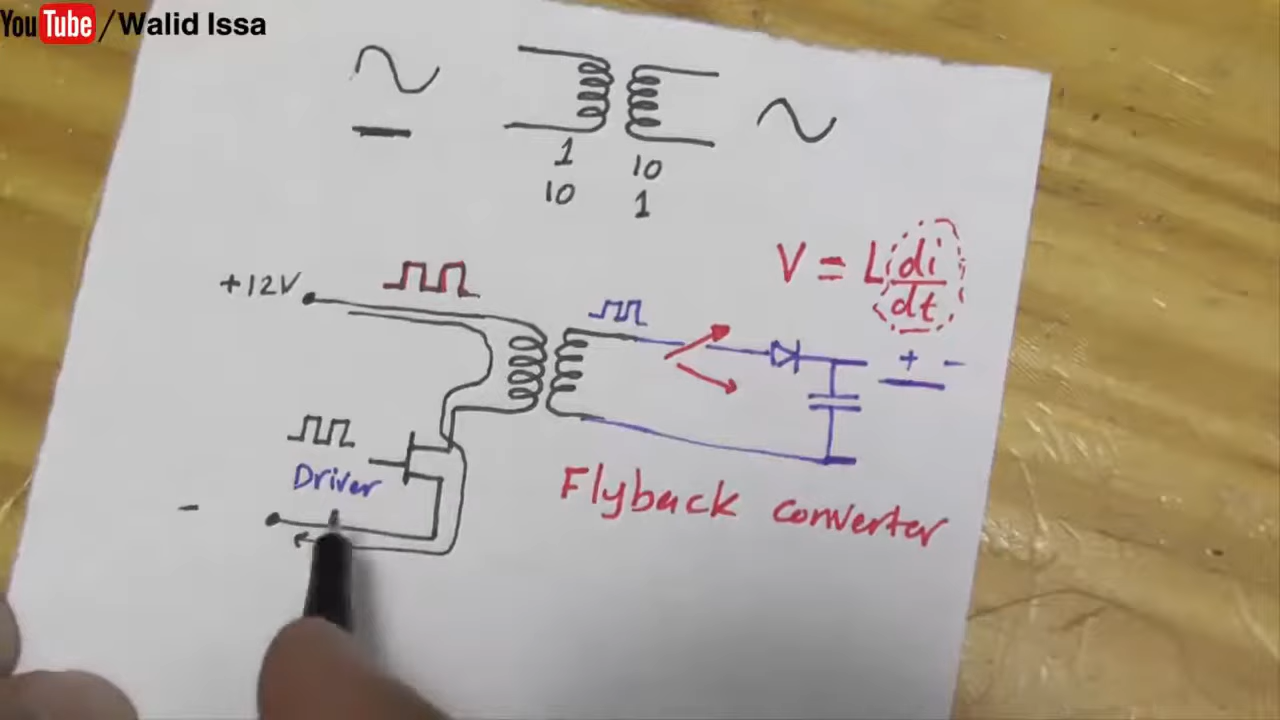 YouTube/Walid Issa
1 10
10 1
V = L di/dt
+12V
+ -
Driver
-
Flyback converter